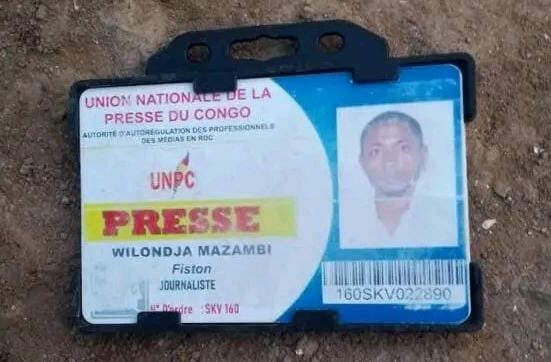 UNION NATIONALE DE LA
PRESSE DU CONGO
AUTORITÉ D'AUTORÉGULATION DES PROFESSIONNELS
DES MÉDIAS EN RDC
UNPC
PRESSE
WILONDJA MAZAMBI
Fiston
JOURNALISTE
N° D'ordre : SKV 160
160SKV022890